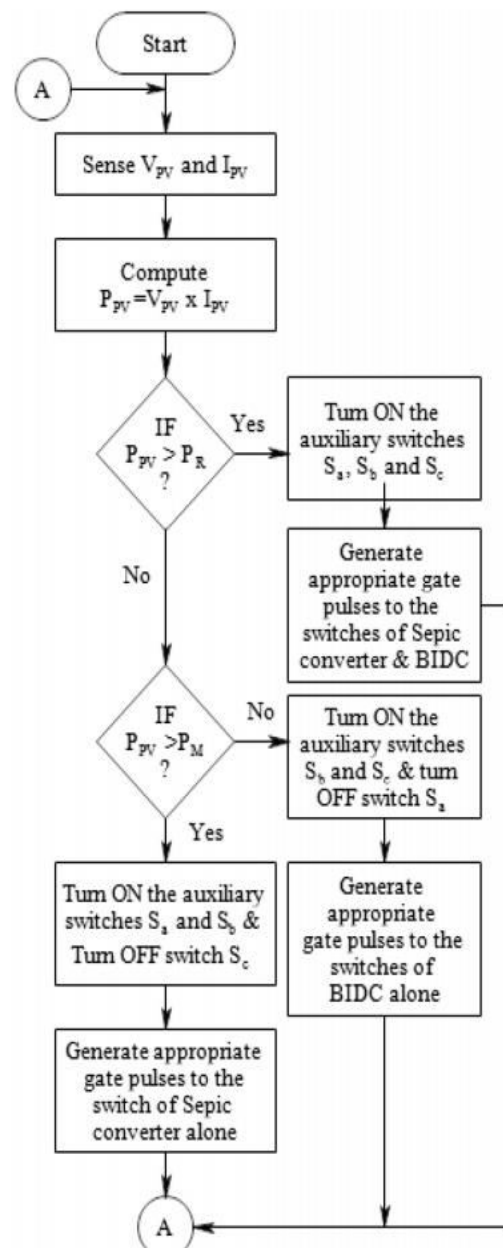 Start
A
Sense V_PV and I_PV
Compute
P_PV=V_PV x I_PV
IF
P_PV > P_R
?
Yes
No
Turn ON the
auxiliary switches
S_a, S_b and S_c
Generate
appropriate gate
pulses to the
switches of Sepic
converter & BIDC
IF
P_PV >P_M
?
No
Yes
Turn ON the
auxiliary switches
S_b and S_c & turn
OFF switch S_a
Generate
appropriate
gate pulses to the
switches of
BIDC alone
Turn ON the auxiliary
switches S_a and S_b &
Turn OFF switch S_c
Generate appropriate
gate pulses to the
switch of Sepic
converter alone
A